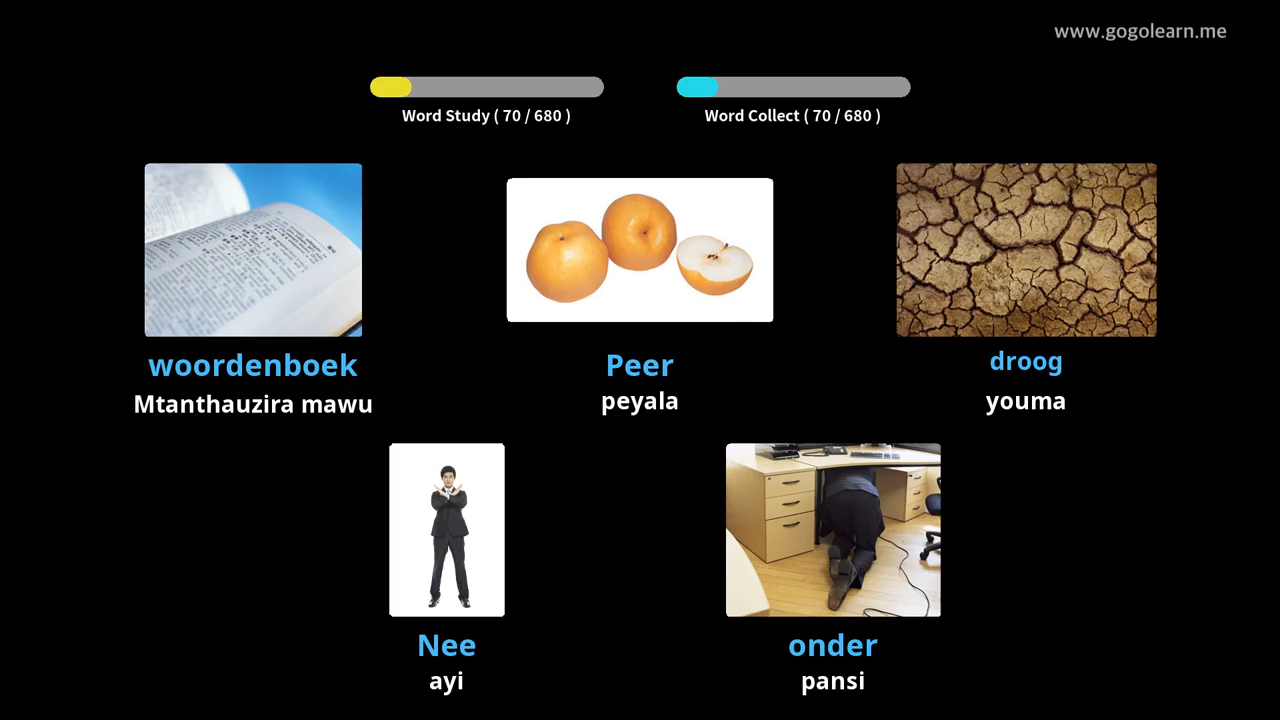 www.gogolearn.me
Word Study ( 70 / 680 )
Word Collect ( 70 / 680 )
woordenboek
Mtanthauzira mawu
Peer
peyala
droog
youma
Nee
ayi
onder
pansi